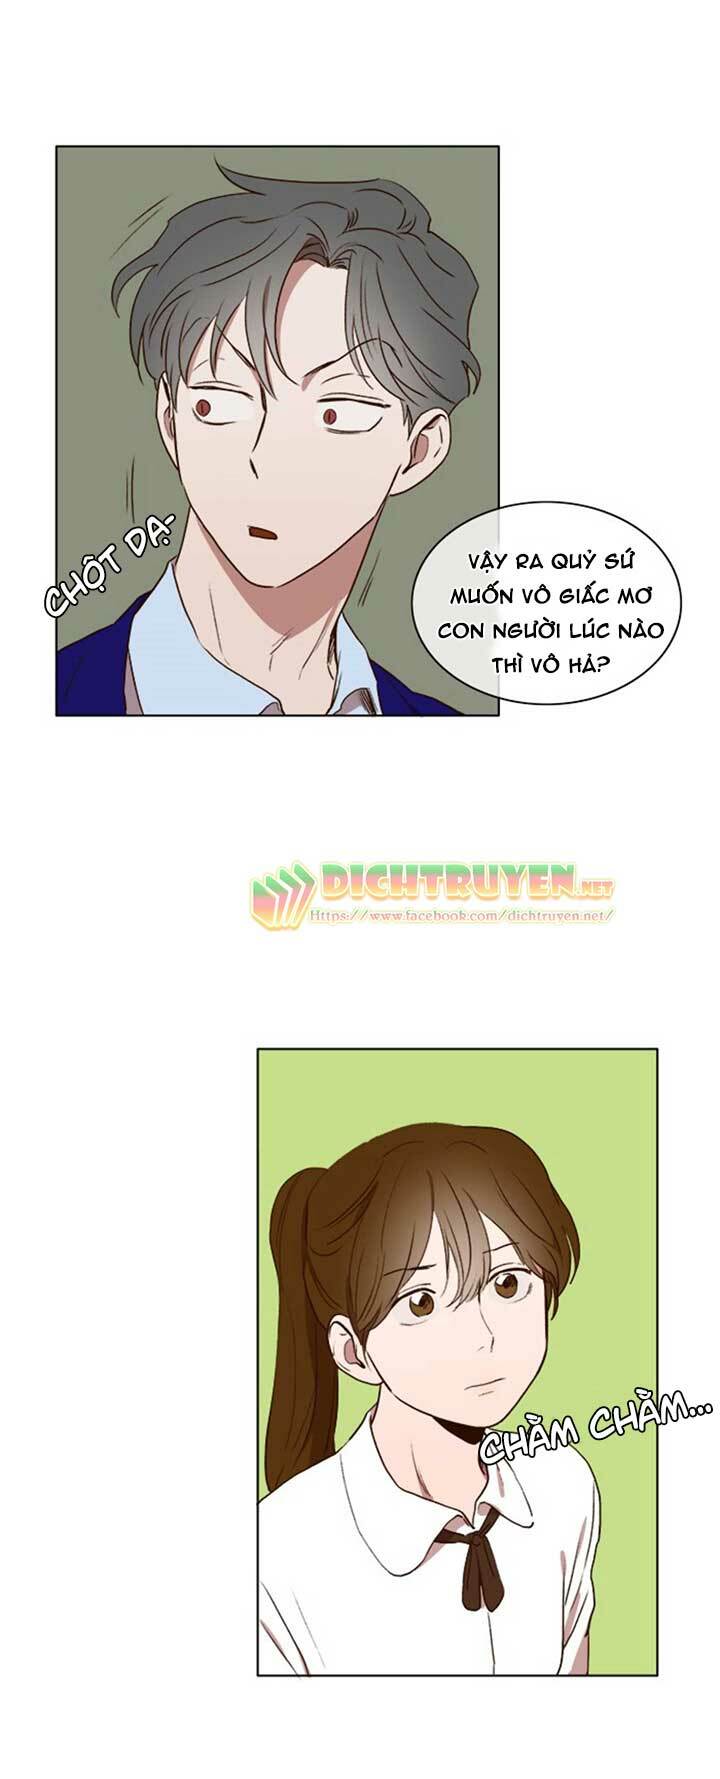 CHỘT DẠ-
VẬY RA QUỶ SỨ
MUỐN VÔ GIẤC MƠ
CON NGƯỜI LÚC NÀO
THÌ VÔ HẢ?
DICHTRUYEN.NET
Https://www.facebook.com/dichtruyen.net/
CHẰM CHẰM...